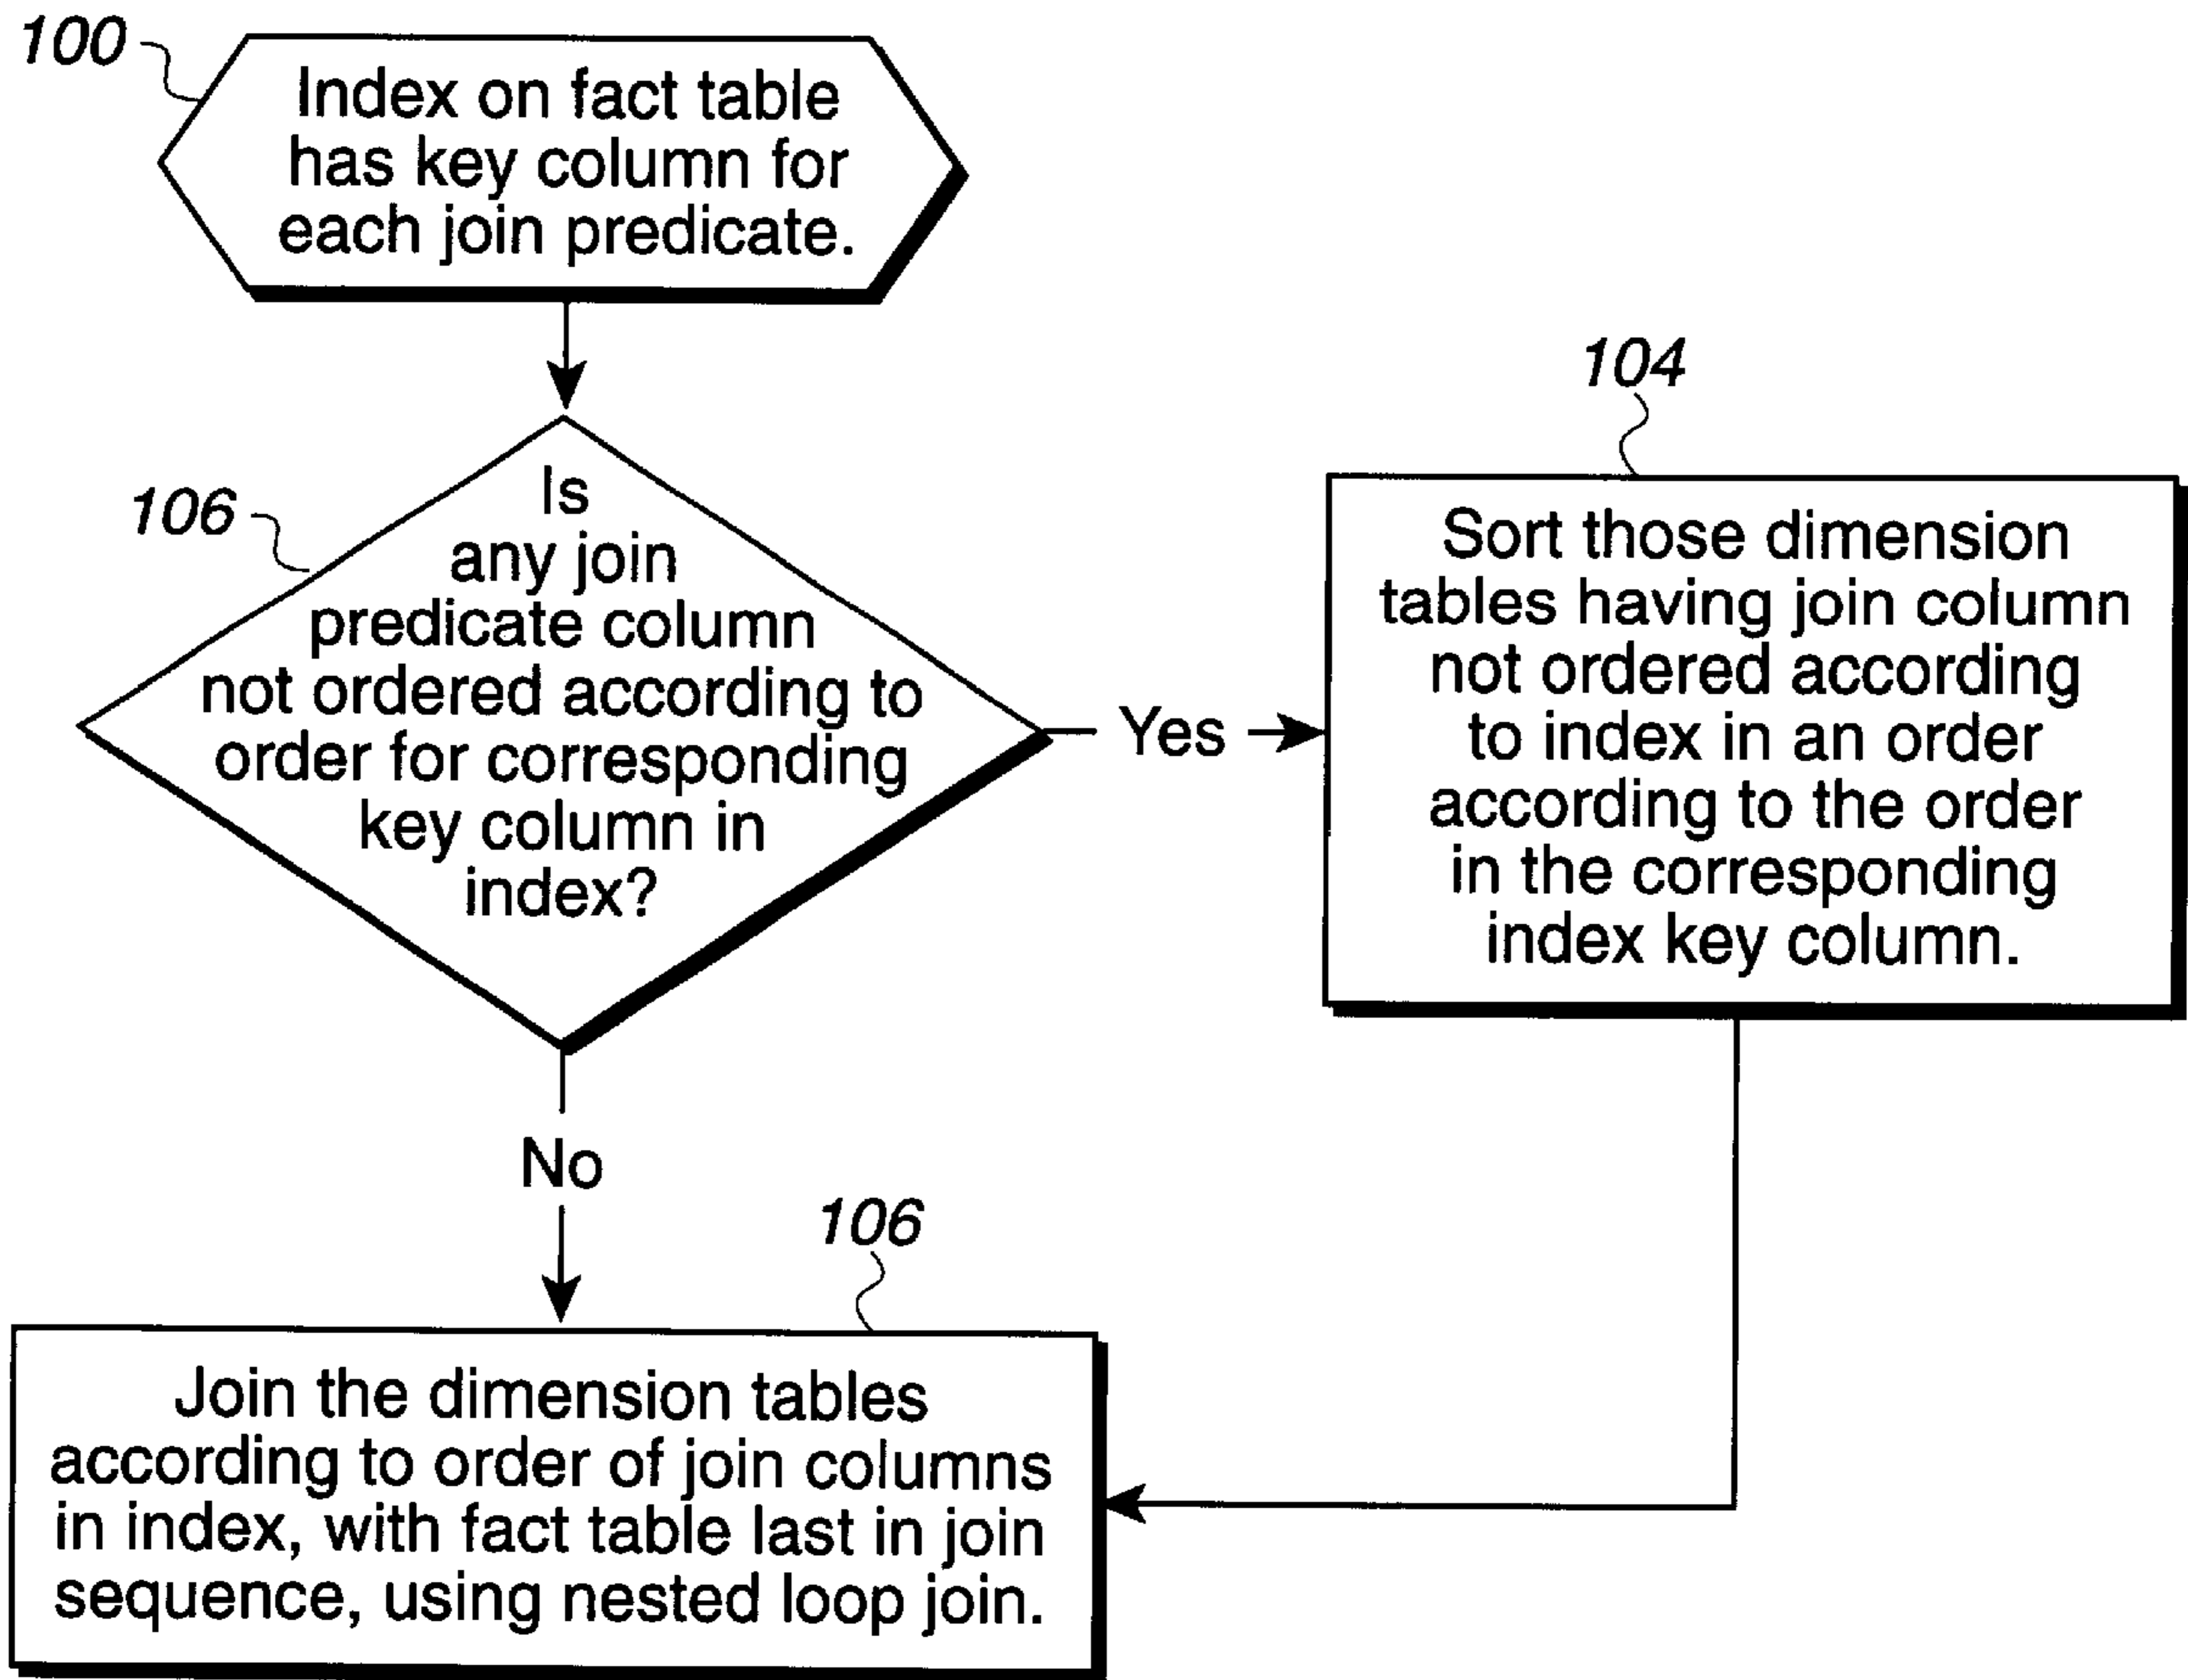 100
Index on fact table
has key column for
each join predicate.
106
Is
any join
predicate column
not ordered according to
order for corresponding
key column in
index?
Yes
104
Sort those dimension
tables having join column
not ordered according
to index in an order
according to the order
in the corresponding
index key column.
No
106
Join the dimension tables
according to order of join columns
in index, with fact table last in join
sequence, using nested loop join.